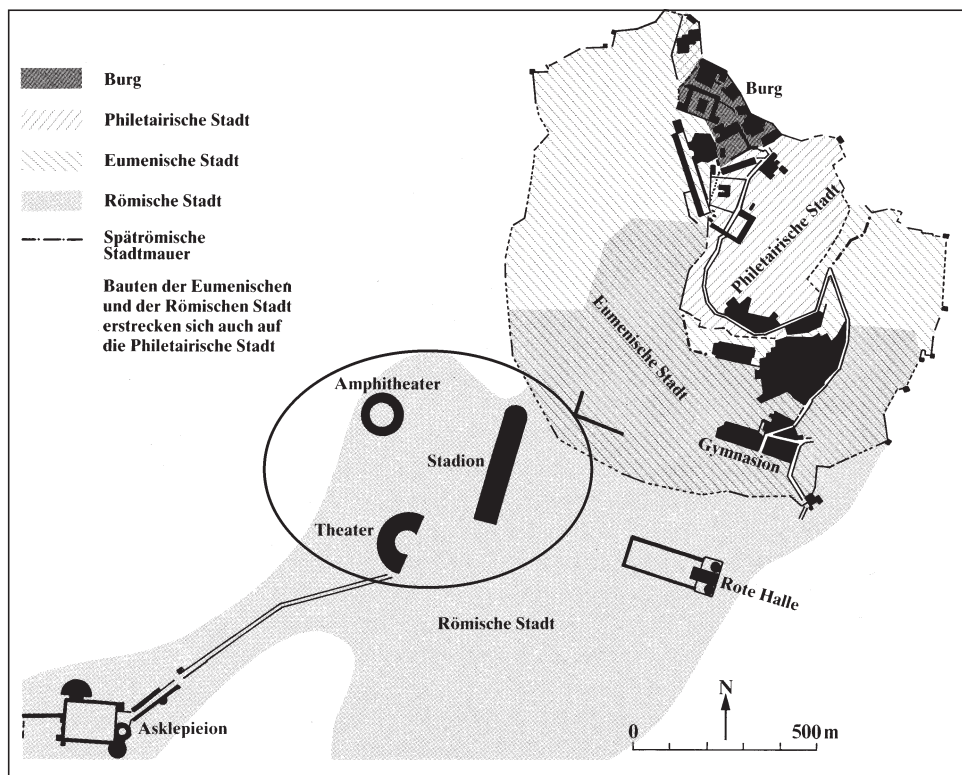 Burg
Philetairische Stadt
Eumenische Stadt
Römische Stadt
Spätrömische
Stadtmauer
Bauten der Eumenischen
und der Römischen Stadt
erstrecken sich auch auf
die Philetairische Stadt
Burg
Philetairische Stadt
Eumenische Stadt
Gymnasion
Amphitheater
Stadion
Theater
Rote Halle
Römische Stadt
Asklepieion
N
0 500 m